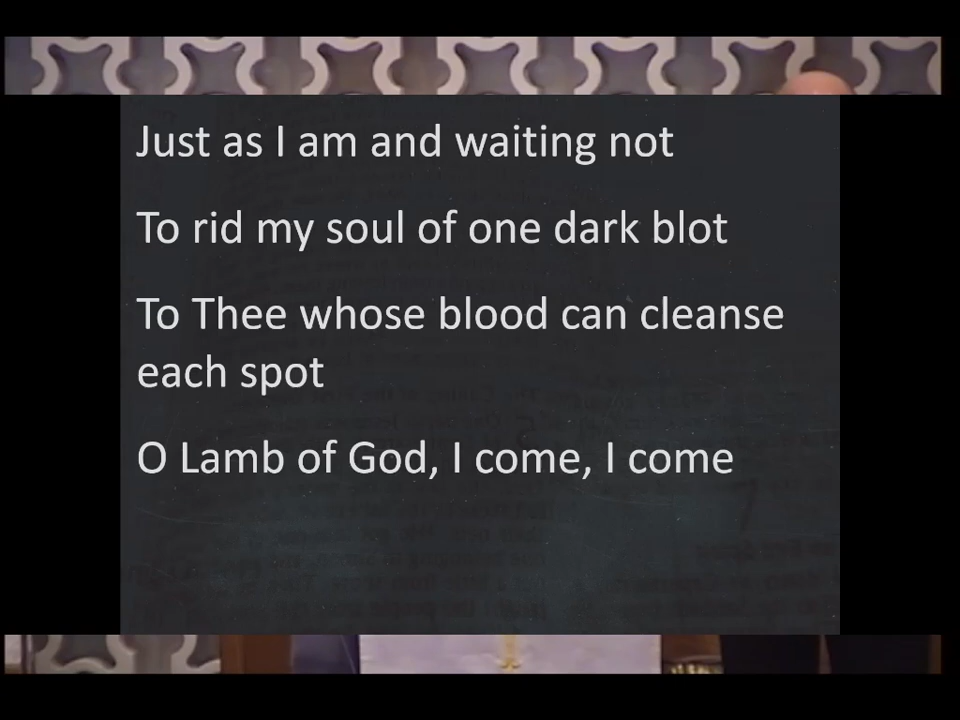 Just as I am and waiting not
To rid my soul of one dark blot
To Thee whose blood can cleanse
each spot
O Lamb of God, I come, I come